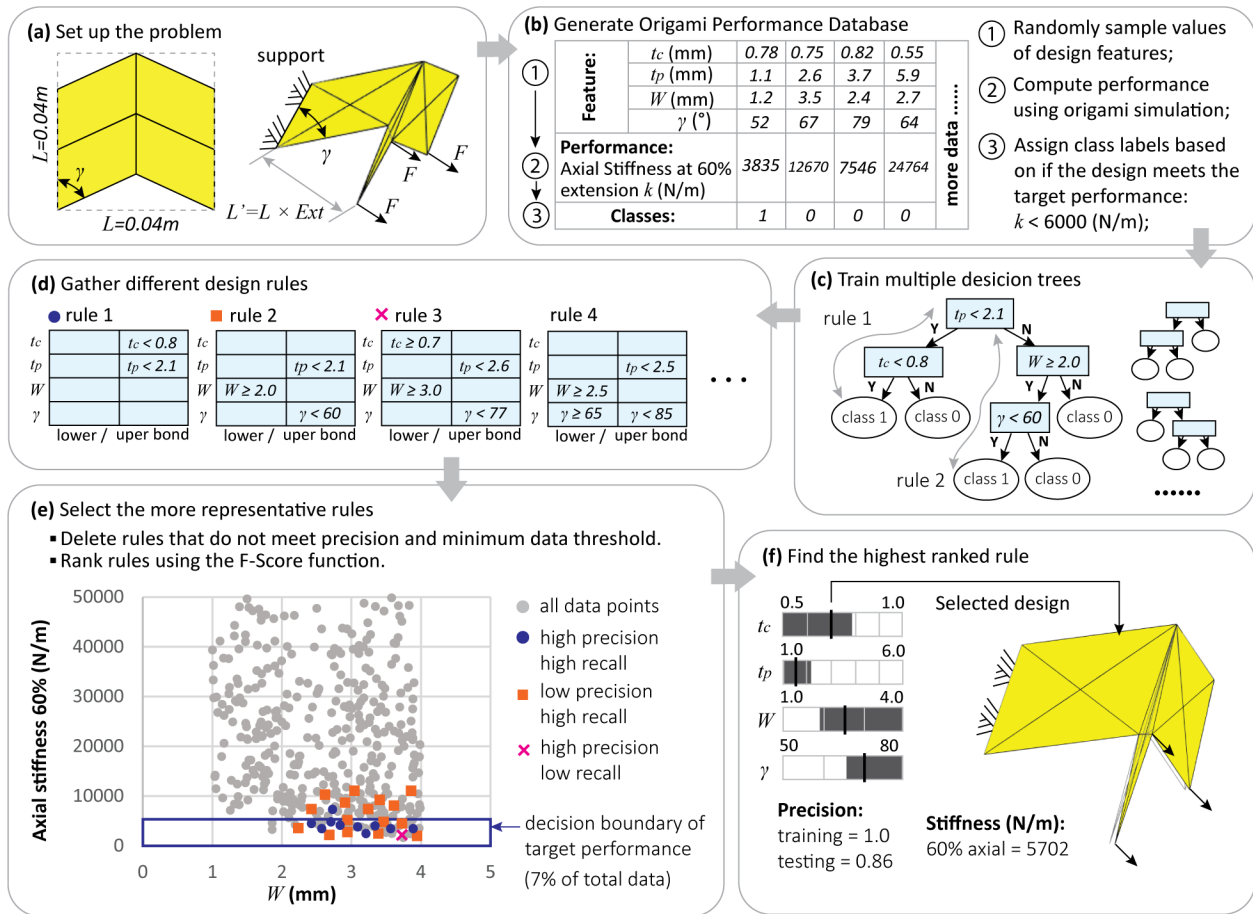 (a) Set up the problem
support
L=0.04m
γ
L=0.04m
γ
L'=L × Ext
F
F
F
(b) Generate Origami Performance Database
1
2
3
Feature:
tc (mm) 0.78 0.75 0.82 0.55
tp (mm) 1.1 2.6 3.7 5.9
W (mm) 1.2 3.5 2.4 2.7
γ (°) 52 67 79 64
Performance:
Axial Stiffness at 60%
extension k (N/m)
3835 12670 7546 24764
Classes: 1 0 0 0
more data ......
1 Randomly sample values
of design features;
2 Compute performance
using origami simulation;
3 Assign class labels based
on if the design meets the
target performance:
k < 6000 (N/m);
(c) Train multiple desicion trees
rule 1
tp < 2.1
Y N
tc < 0.8
W ≥ 2.0
Y N
Y N
class 1
class 0
γ < 60
class 0
Y N
rule 2
class 1
class 0
......
(d) Gather different design rules
rule 1
tc
tp
W
γ
tc < 0.8
tp < 2.1
lower / uper bond
rule 2
tp < 2.1
W ≥ 2.0
γ < 60
lower / uper bond
rule 3
tc
tp
W
γ
tc ≥ 0.7
tp < 2.6
W ≥ 3.0
γ < 77
lower / uper bond
rule 4
tc
tp
W
γ
tp < 2.5
W ≥ 2.5
γ ≥ 65 γ < 85
lower / uper bond
...
(e) Select the more representative rules
▪ Delete rules that do not meet precision and minimum data threshold.
▪ Rank rules using the F-Score function.
Axial stiffness 60% (N/m)
50000
40000
30000
20000
10000
0
0 1 2 3 4 5
W (mm)
all data points
high precision
high recall
low precision
high recall
high precision
low recall
decision boundary of
target performance
(7% of total data)
(f) Find the highest ranked rule
Selected design
0.5 1.0
tc
1.0 6.0
tp
1.0 4.0
W
50 80
γ
Precision:
training = 1.0
testing = 0.86
Stiffness (N/m):
60% axial = 5702